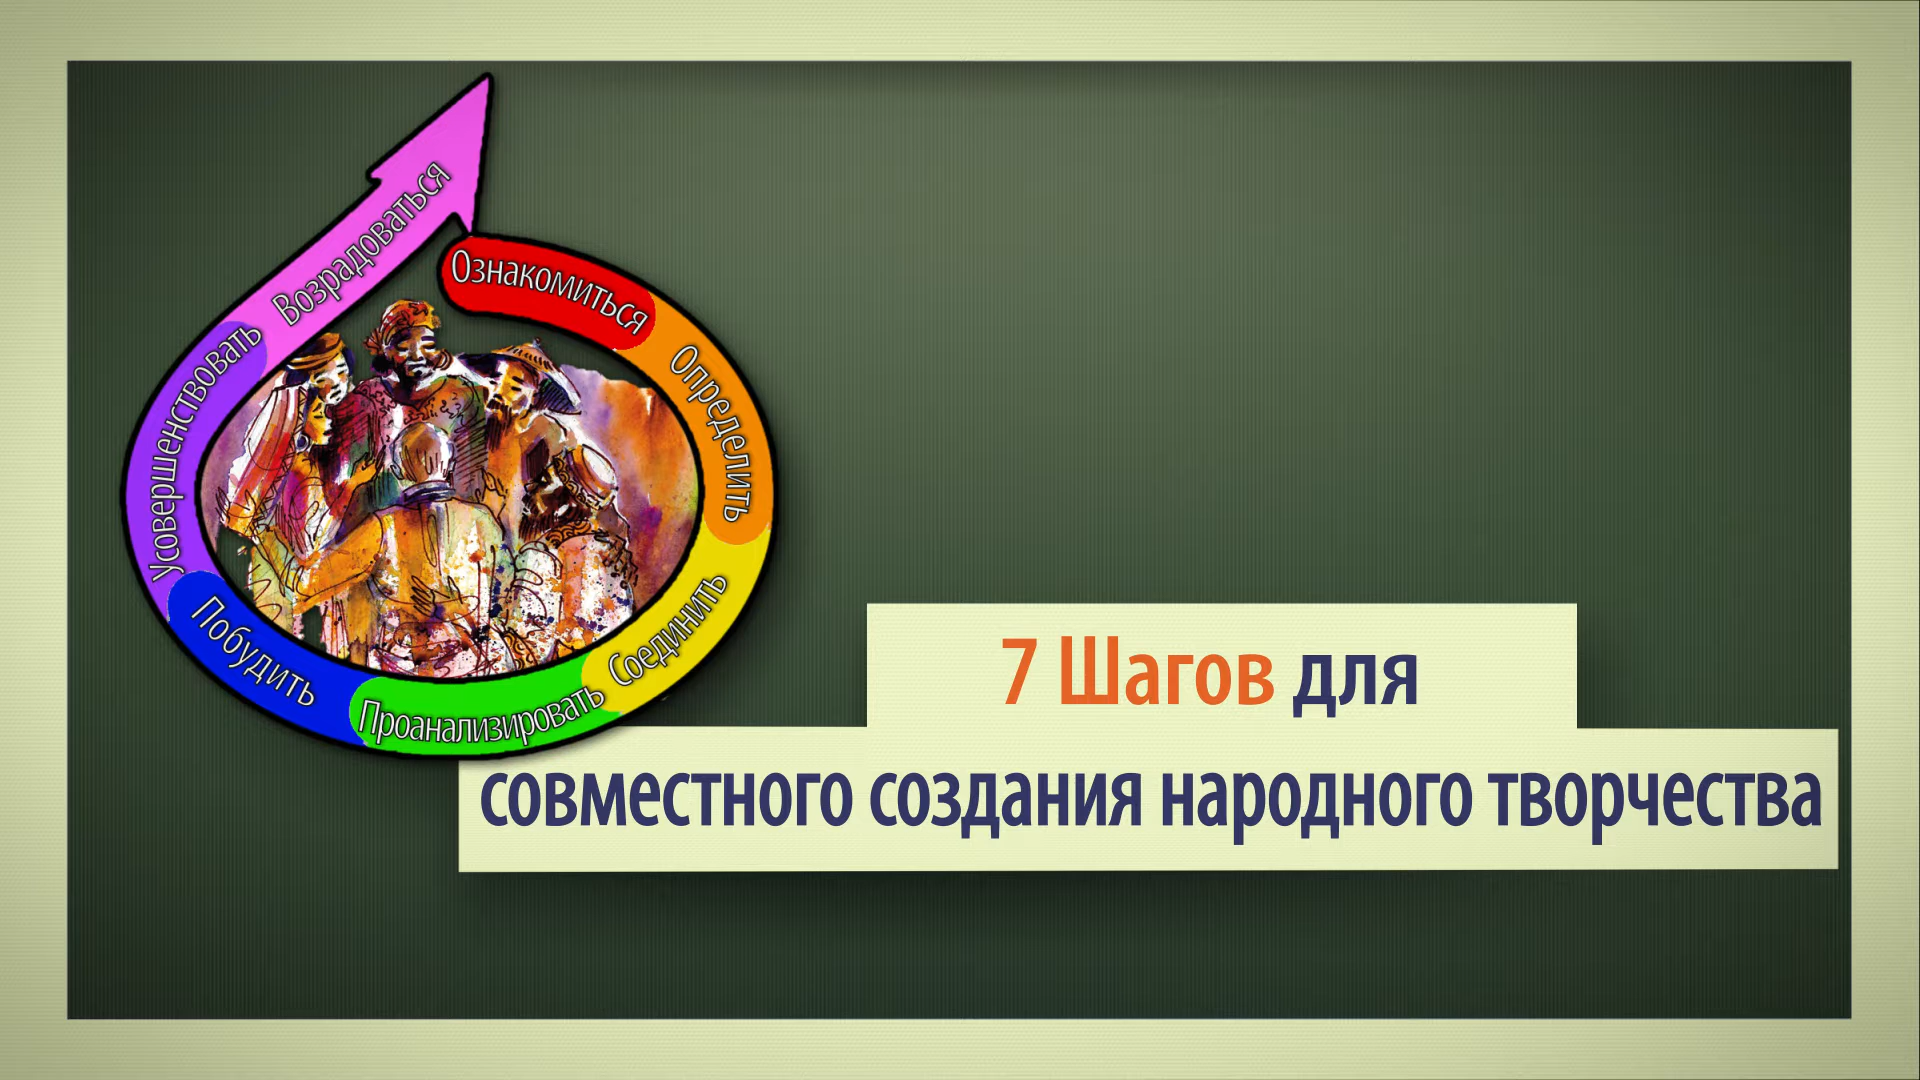 Ознакомиться
Определить
Соединить
Проанализировать
Побудить
Усовершенствовать
Возрадоваться
7 Шагов для
совместного создания народного творчества